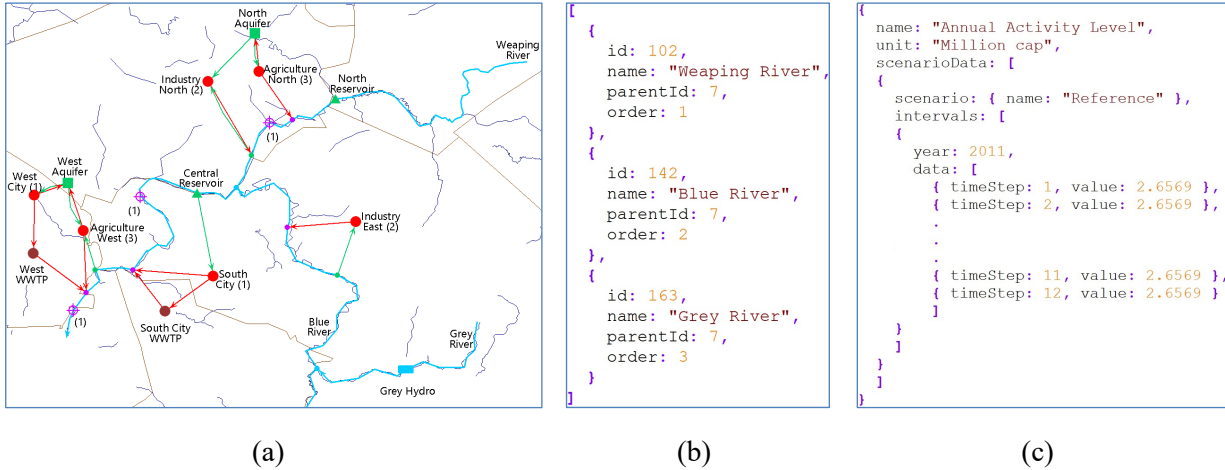 North
Aquifer
Weaping
River
Industry
North (2)
Agriculture
North (3)
North
Reservoir
(1)
West
Aquifer
West
City (1)
Central
Reservoir
(1)
Agriculture
West (3)
Industry
East (2)
West
WWTP
South
City (1)
(1)
South City
WWTP
Blue
River
Grey
River
Grey Hydro
(a)
[
{
id: 102,
name: "Weaping River",
parentId: 7,
order: 1
},
{
id: 142,
name: "Blue River",
parentId: 7,
order: 2
},
{
id: 163,
name: "Grey River",
parentId: 7,
order: 3
}
]
(b)
{
name: "Annual Activity Level",
unit: "Million cap",
scenarioData: [
{
scenario: { name: "Reference" },
intervals: [
{
year: 2011,
data: [
{ timeStep: 1, value: 2.6569 },
{ timeStep: 2, value: 2.6569 },
.
.
.
{ timeStep: 11, value: 2.6569 },
{ timeStep: 12, value: 2.6569 }
]
}
]
}
]
}
(c)